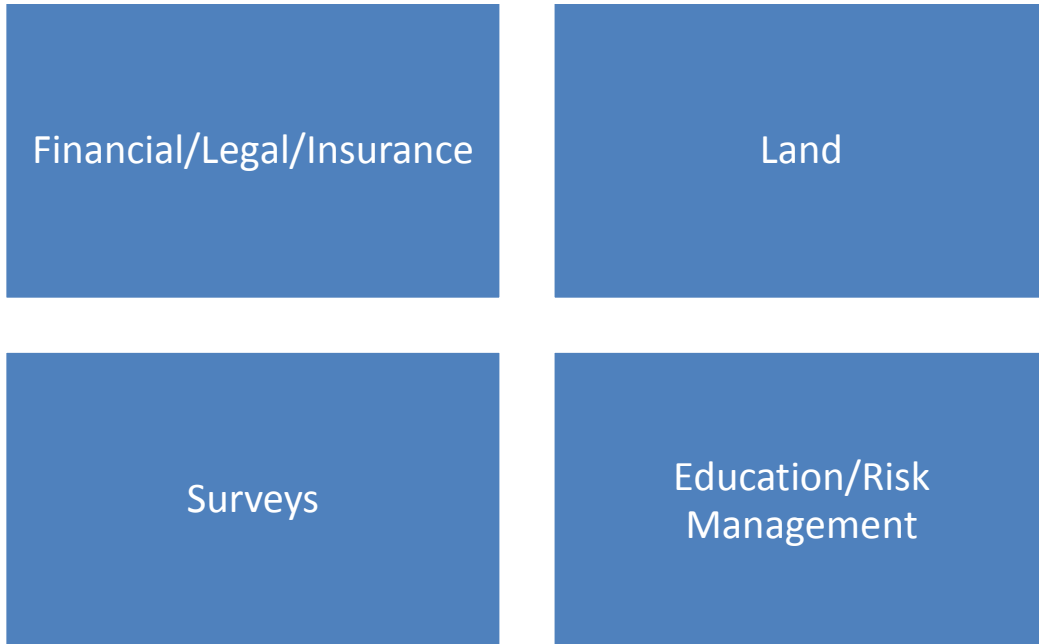 Financial/Legal/Insurance
Land
Surveys
Education/Risk
Management